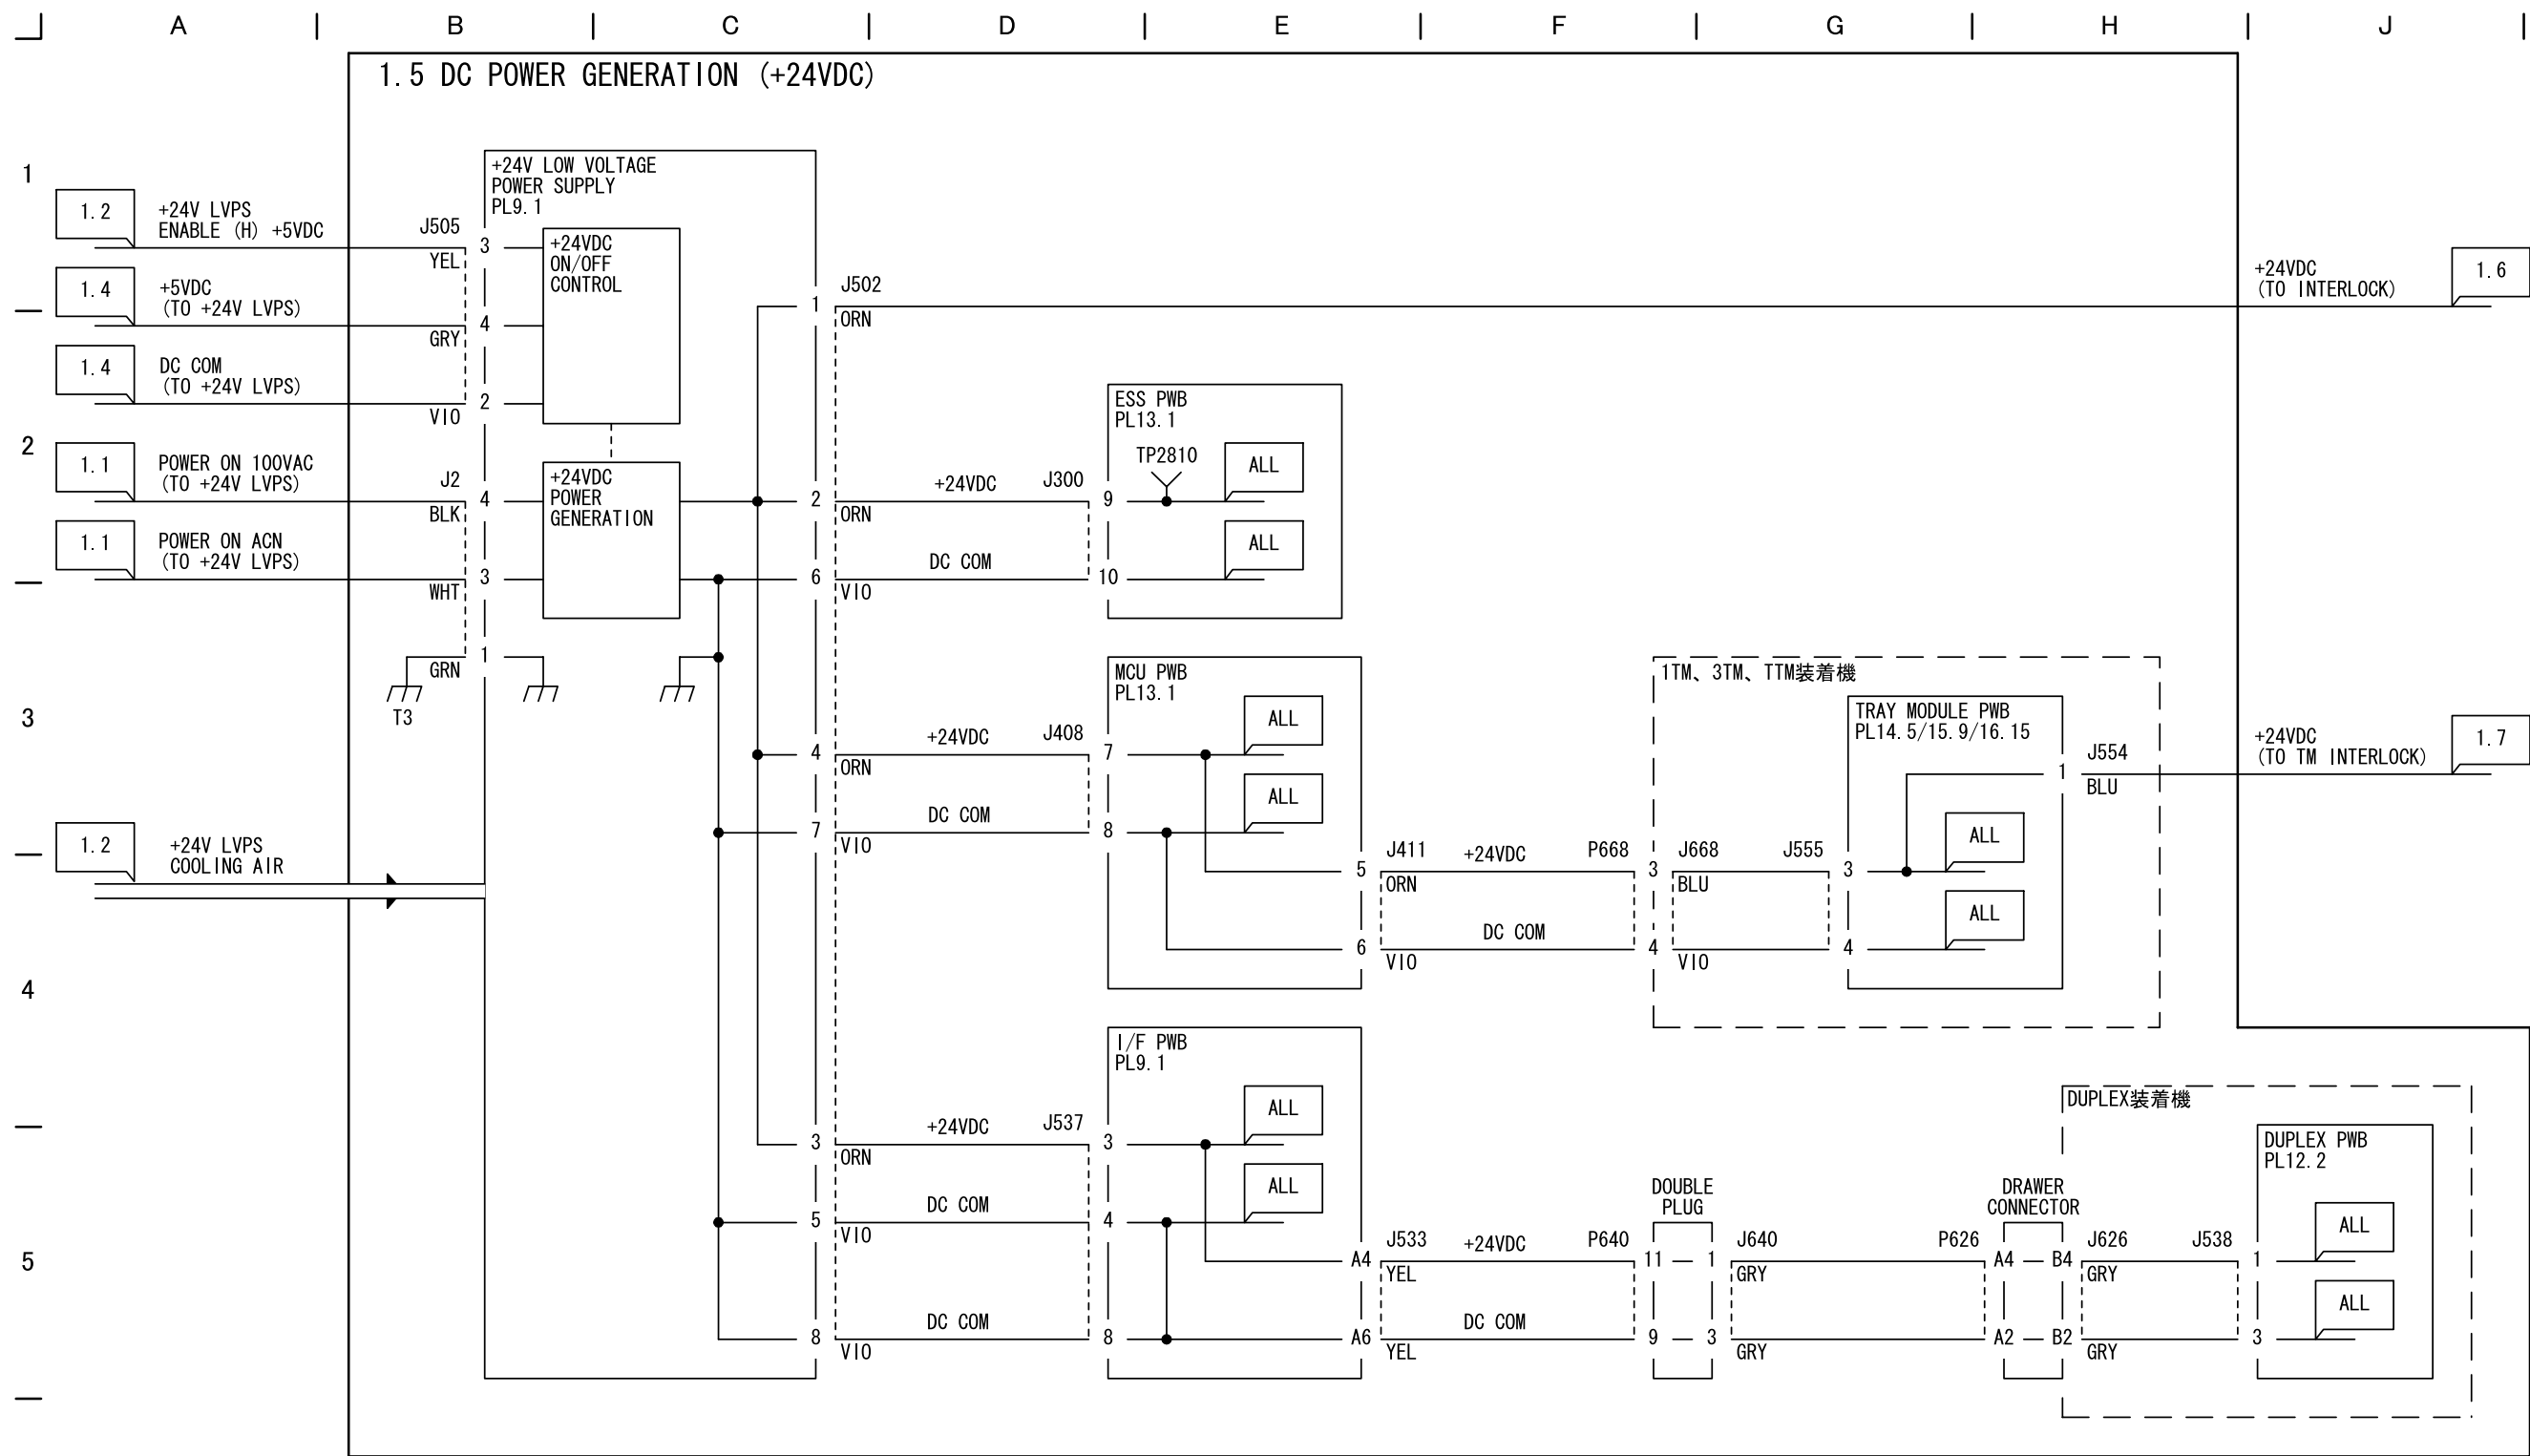 A B C D E F G H J
1.5 DC POWER GENERATION (+24VDC)
1
2
3
4
5
1.2
+24V LVPS
ENABLE (H) +5VDC
1.4
+5VDC
(TO +24V LVPS)
1.4
DC COM
(TO +24V LVPS)
1.1
POWER ON 100VAC
(TO +24V LVPS)
1.1
POWER ON ACN
(TO +24V LVPS)
1.2
+24V LVPS
COOLING AIR
J505
3
YEL
4
GRY
2
VIO
J2
4
BLK
3
WHT
1
GRN
T3
+24V LOW VOLTAGE
POWER SUPPLY
PL9.1
+24VDC
ON/OFF
CONTROL
+24VDC
POWER
GENERATION
J502
1
ORN
2
ORN
6
VIO
4
ORN
7
VIO
3
ORN
5
VIO
8
VIO
+24VDC
(TO INTERLOCK)
1.6
+24VDC
J300
DC COM
9
10
ESS PWB
PL13.1
TP2810
ALL
ALL
+24VDC
J408
DC COM
7
8
MCU PWB
PL13.1
ALL
ALL
5
6
J411
ORN
VIO
+24VDC
DC COM
P668
3
4
J668
BLU
VIO
J555
3
4
1TM、3TM、TTM装着機
TRAY MODULE PWB
PL14.5/15.9/16.15
ALL
ALL
1
J554
BLU
+24VDC
(TO TM INTERLOCK)
1.7
+24VDC
J537
DC COM
DC COM
3
4
8
I/F PWB
PL9.1
ALL
ALL
A4
A6
J533
YEL
YEL
+24VDC
DC COM
P640
DOUBLE
PLUG
11
1
9
3
J640
GRY
GRY
P626
DRAWER
CONNECTOR
A4
B4
A2
B2
J626
GRY
GRY
J538
1
3
DUPLEX装着機
DUPLEX PWB
PL12.2
ALL
ALL